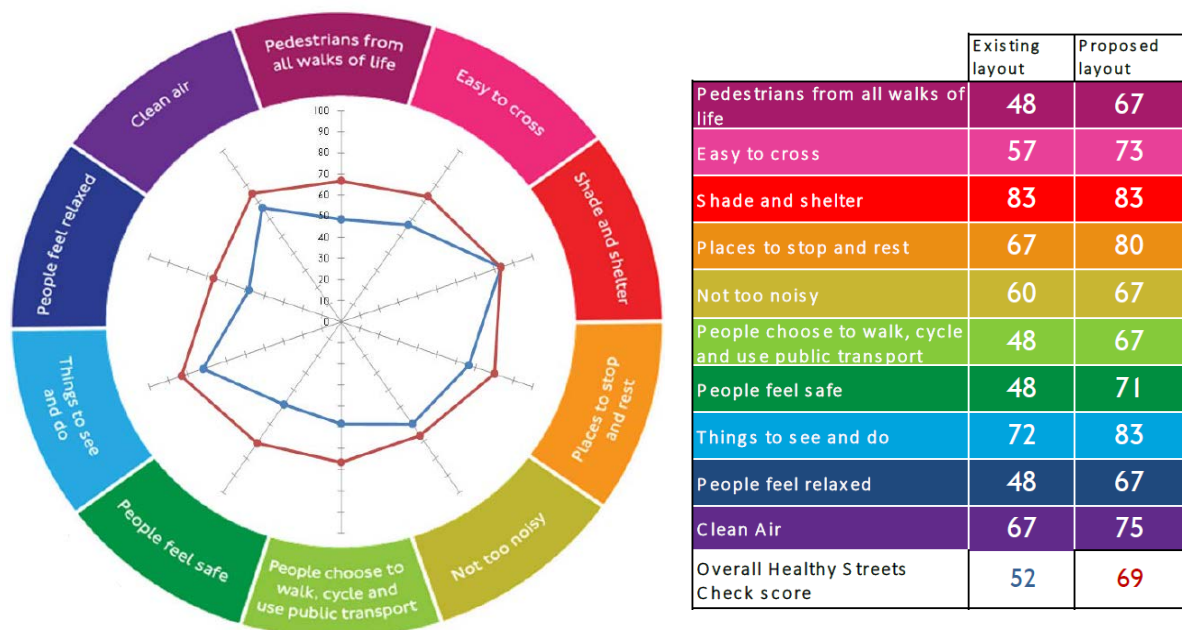 Pedestrians from
all walks of life
Easy to cross
Shade and shelter
Places to stop
and rest
Not too noisy
People choose to
walk, cycle and
use public transport
People feel safe
Things to see
and do
People feel relaxed
Clean air
100
90
80
70
60
50
40
30
20
10
0
Existing layout Proposed layout
Pedestrians from all walks of life 48 67
Easy to cross 57 73
Shade and shelter 83 83
Places to stop and rest 67 80
Not too noisy 60 67
People choose to walk, cycle and use public transport 48 67
People feel safe 48 71
Things to see and do 72 83
People feel relaxed 48 67
Clean Air 67 75
Overall Healthy Streets Check score 52 69